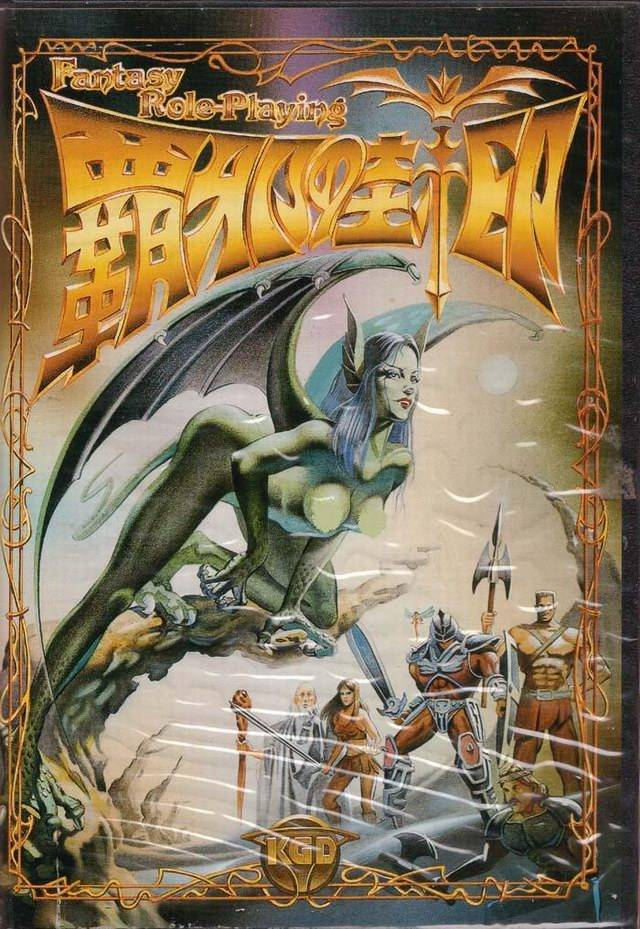 Fantasy
Role-Playing
覇邪の封印
KGD